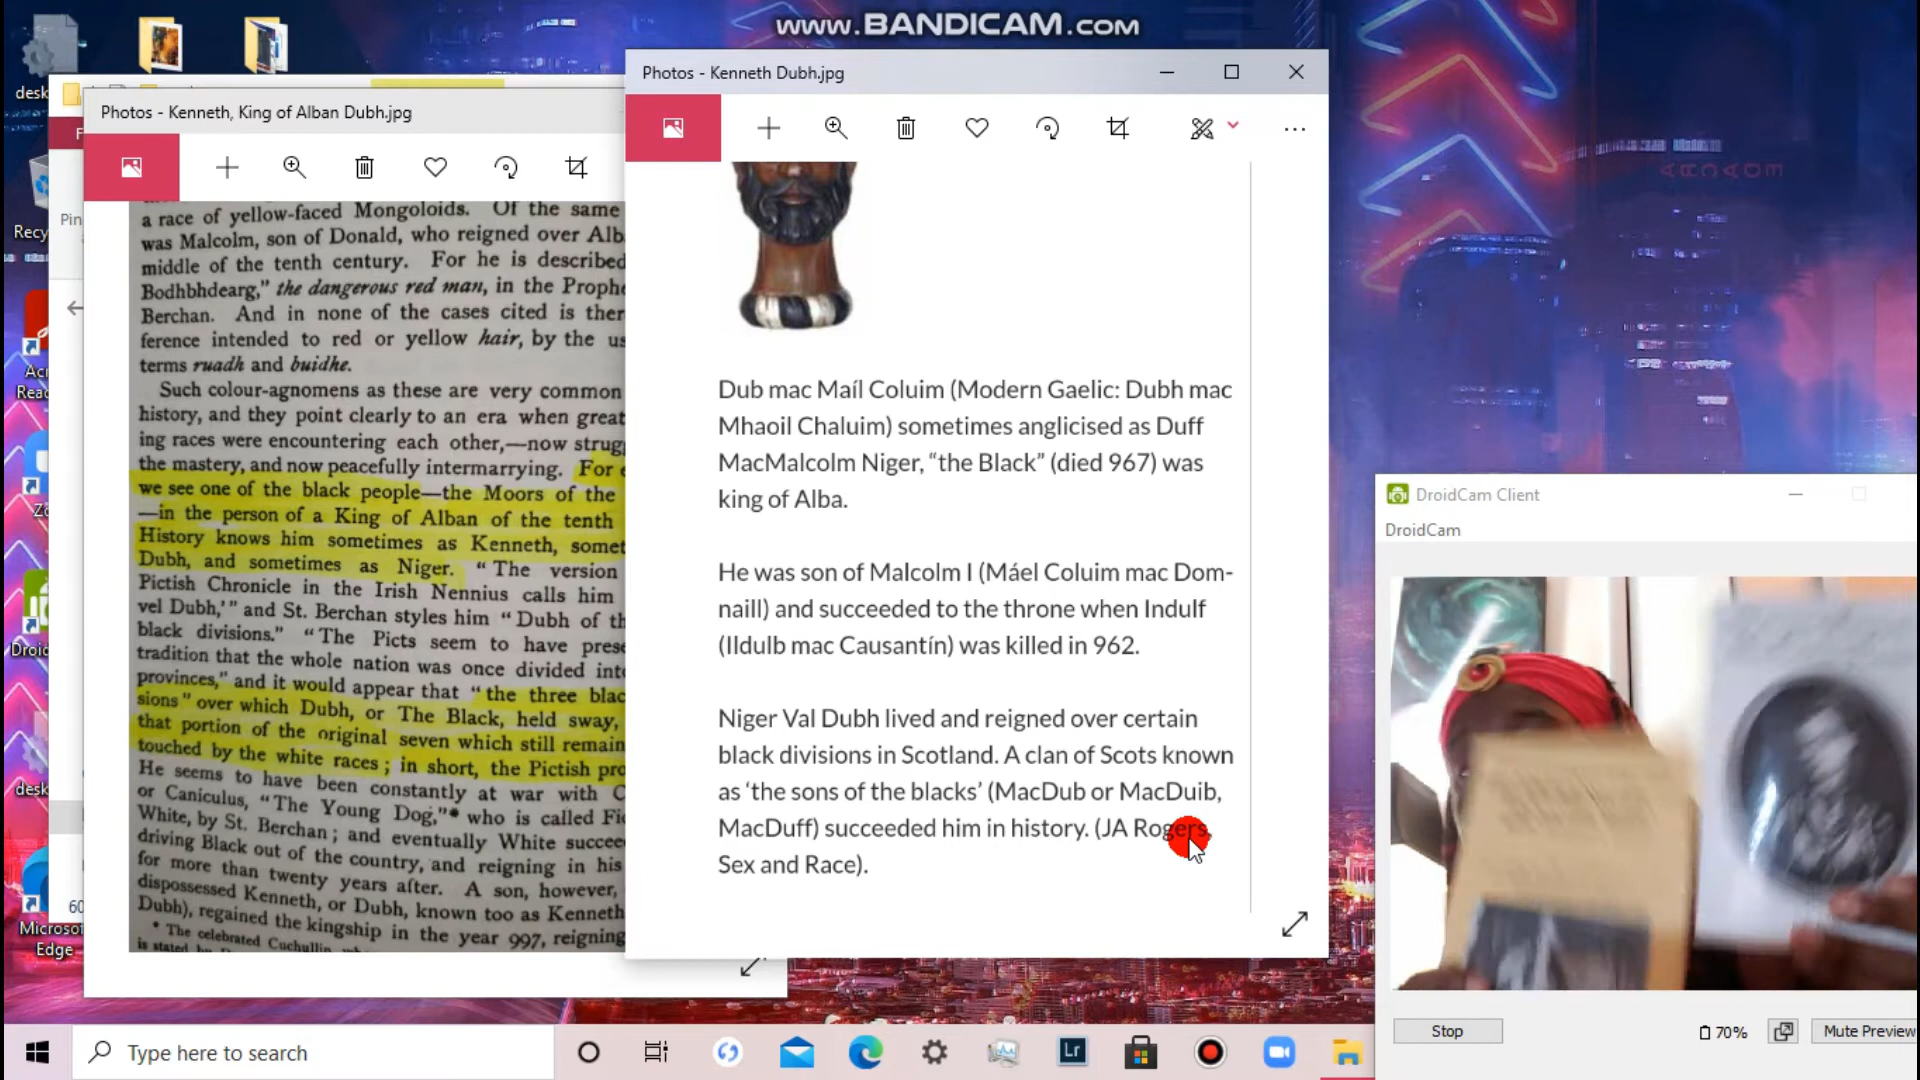 www.BANDICAM.com
desk
Recy
Pin
Acr
Read
desk
60
Microso
Edge
Photos - Kenneth, King of Alban Dubh.jpg
a race of yellow-faced Mongoloids. Of the same
was Malcolm, son of Donald, who reigned over Alb
middle of the tenth century. For he is described
Bodhbhdearg," the dangerous red man, in the Prophe
Berchan. And in none of the cases cited is ther
ference intended to red or yellow hair, by the us
terms ruadh and buidhe.
Such colour-agnomens as these are very common
history, and they point clearly to an era when great
ing races were encountering each other,—now strug
the mastery, and now peacefully intermarrying. For e
we see one of the black people—the Moors of the
—in the person of a King of Alban of the tenth
History knows him sometimes as Kenneth, somet
Dubh, and sometimes as Niger. "The version
Pictish Chronicle in the Irish Nennius calls him
vel Dubh,'" and St. Berchan styles him "Dubh of th
black divisions." "The Picts seem to have prese
tradition that the whole nation was once divided into
provinces," and it would appear that "the three blac
sions" over which Dubh, or The Black, held sway,
that portion of the original seven which still remain
touched by the white races; in short, the Pictish pro
He seems to have been constantly at war with C
or Caniculus, "The Young Dog,"* who is called Fi
White, by St. Berchan; and eventually White succee
driving Black out of the country, and reigning in his
for more than twenty years after. A son, however,
dispossessed Kenneth, or Dubh, known too as Kenneth
Dubh), regained the kingship in the year 997, reigning
* The celebrated Cuchullin,
is stated
Photos - Kenneth Dubh.jpg
Dub mac Maíl Coluim (Modern Gaelic: Dubh mac
Mhaoil Chaluim) sometimes anglicised as Duff
MacMalcolm Niger, “the Black” (died 967) was
king of Alba.
He was son of Malcolm I (Máel Coluim mac Dom-
naill) and succeeded to the throne when Indulf
(Ildulb mac Causantín) was killed in 962.
Niger Val Dubh lived and reigned over certain
black divisions in Scotland. A clan of Scots known
as ‘the sons of the blacks’ (MacDub or MacDuib,
MacDuff) succeeded him in history. (JA Rogers,
Sex and Race).
DroidCam Client
DroidCam
Stop
70%
Mute Preview
Type here to search
Lr